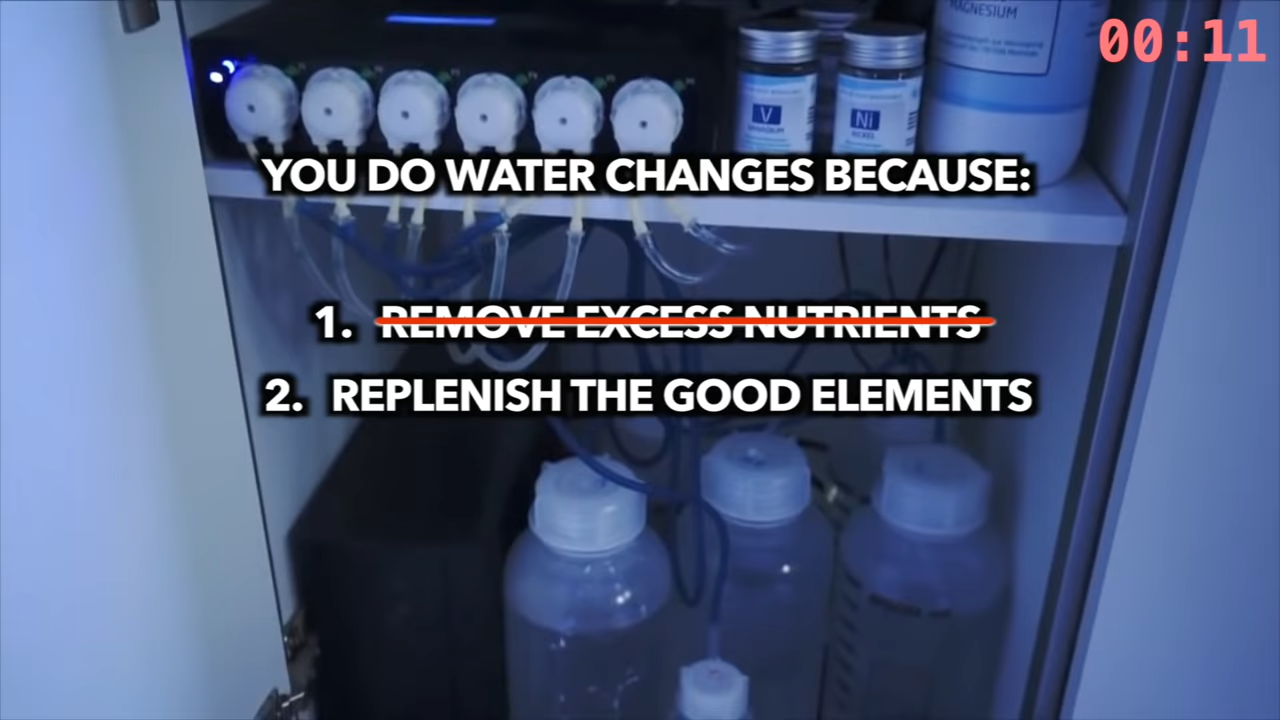 MAGNESIUM
00:11
V
VANADIUM
Ni
NICKEL
YOU DO WATER CHANGES BECAUSE:
1. REMOVE EXCESS NUTRIENTS
2. REPLENISH THE GOOD ELEMENTS